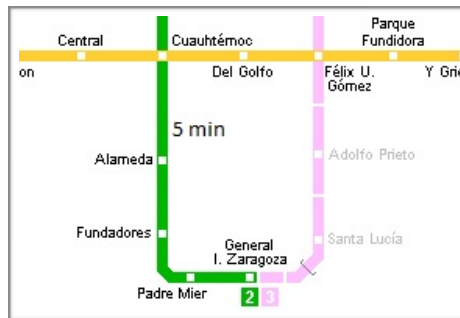 Parque
Fundidora
Central
Cuauhtémoc
on
Del Golfo
Félix U.
Gómez
Y Grie
5 min
Alameda
Adolfo Prieto
Fundadores
General
I. Zaragoza
Santa Lucía
Padre Mier
2 3